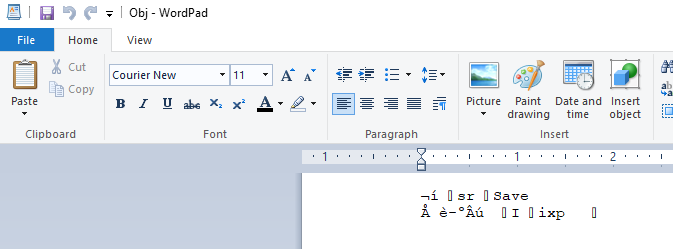 Obj - WordPad
File Home View
Paste Cut Copy Clipboard
Courier New 11
B I U abc X₂ X² A
Font
Paragraph
Picture Paint drawing Date and time Insert object
Insert
1 1 2
¬í ▯sr ▯Save
Å è-ºÂú ▯I ▯ixp ▯